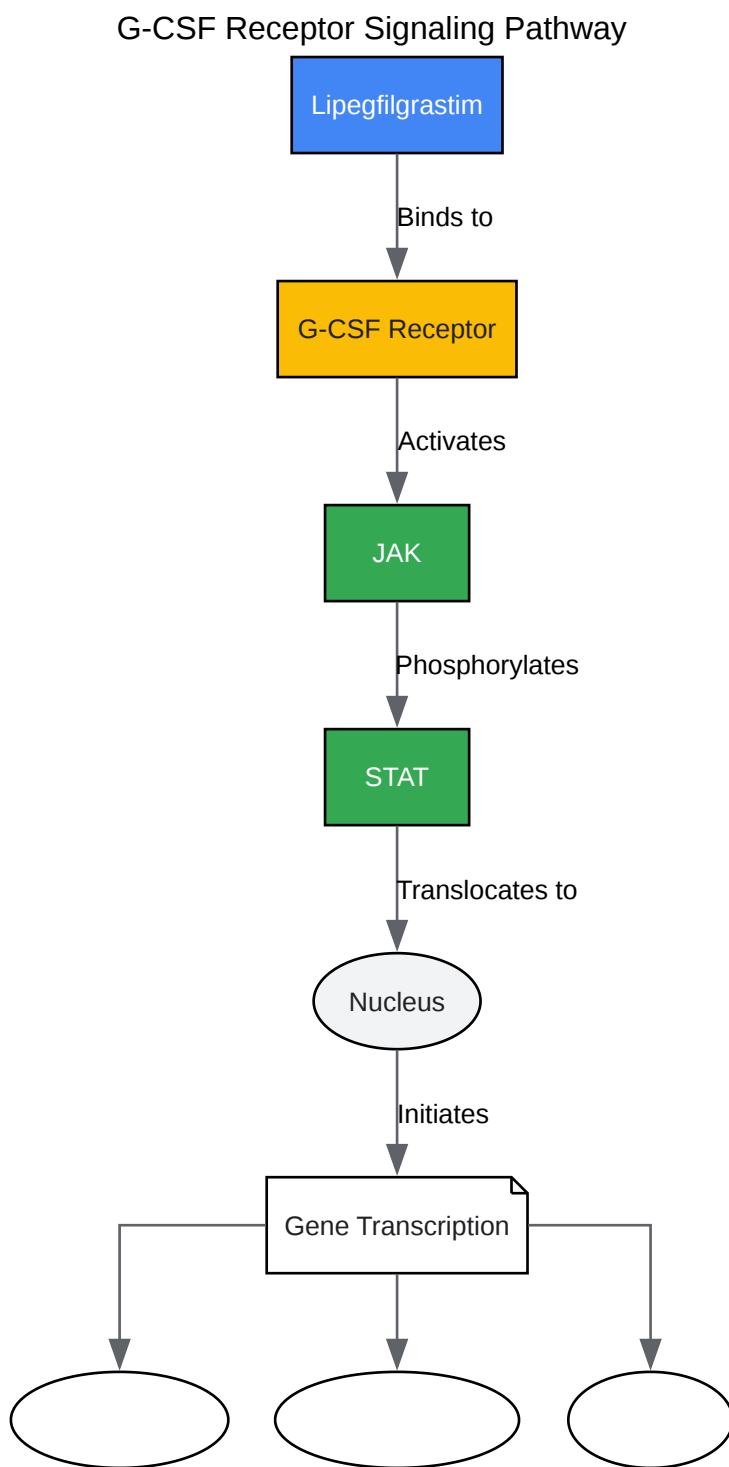 G-CSF Receptor Signaling Pathway
Lipegfilgrastim
Binds to
G-CSF Receptor
Activates
JAK
Phosphorylates
STAT
Translocates to
Nucleus
Initiates
Gene Transcription